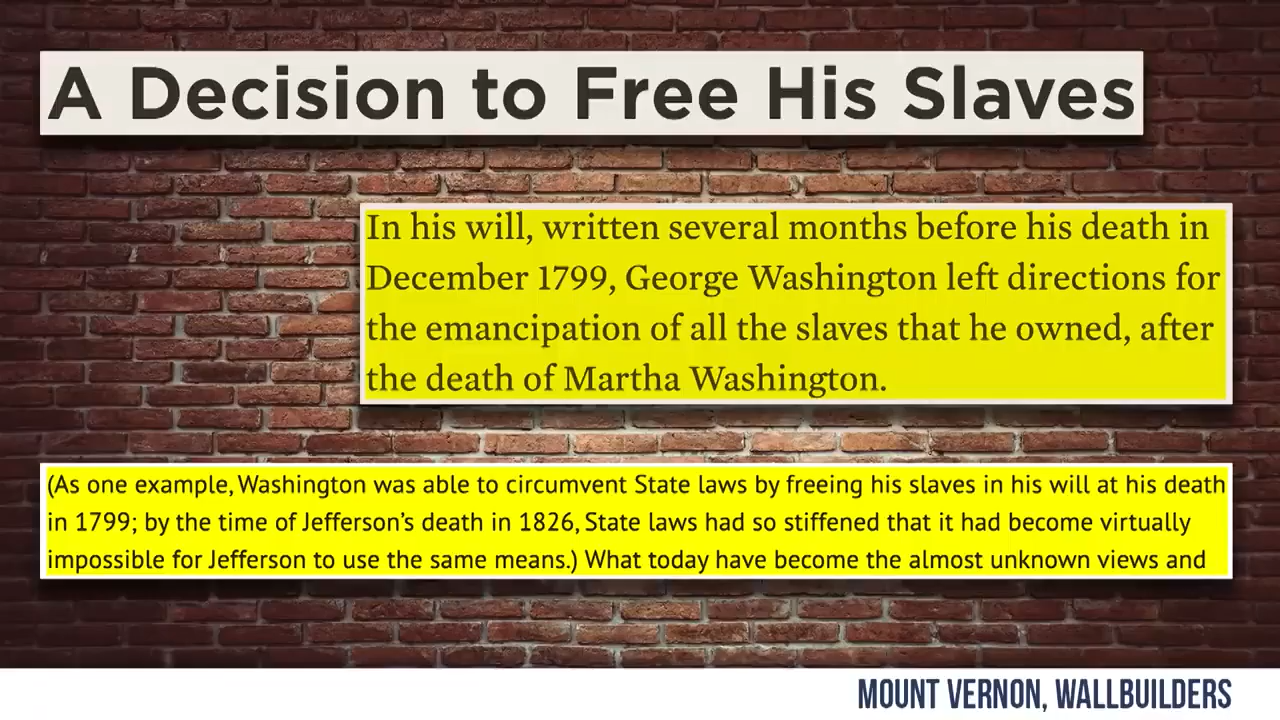 A Decision to Free His Slaves
In his will, written several months before his death in
December 1799, George Washington left directions for
the emancipation of all the slaves that he owned, after
the death of Martha Washington.
(As one example, Washington was able to circumvent State laws by freeing his slaves in his will at his death
in 1799; by the time of Jefferson’s death in 1826, State laws had so stiffened that it had become virtually
impossible for Jefferson to use the same means.) What today have become the almost unknown views and
MOUNT VERNON, WALLBUILDERS